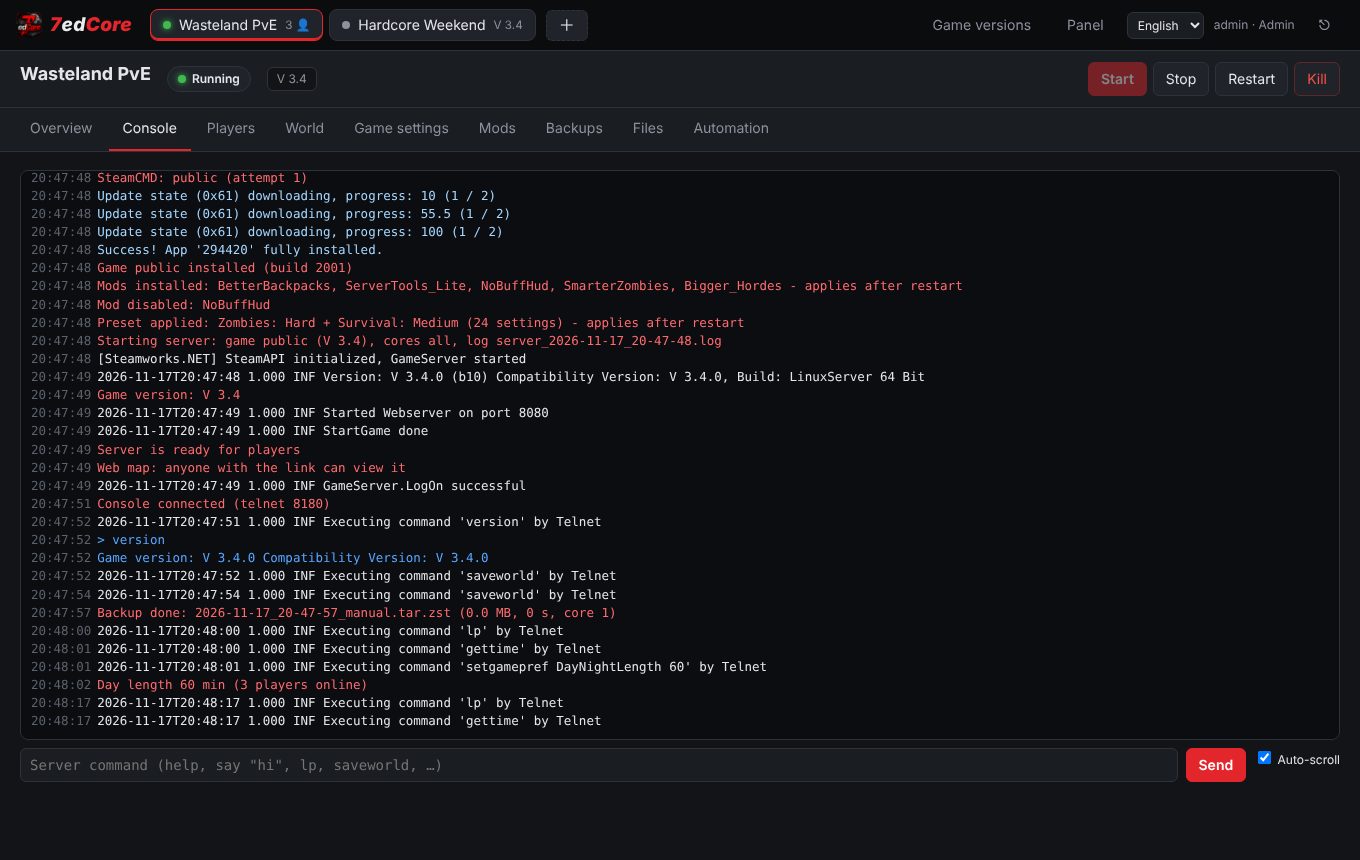 7edCore
Wasteland PvE 3
Hardcore Weekend V 3.4
+
Game versions
Panel
English
admin · Admin
Wasteland PvE
Running
V 3.4
Start
Stop
Restart
Kill
Overview
Console
Players
World
Game settings
Mods
Backups
Files
Automation
20:47:48 SteamCMD: public (attempt 1)
20:47:48 Update state (0x61) downloading, progress: 10 (1 / 2)
20:47:48 Update state (0x61) downloading, progress: 55.5 (1 / 2)
20:47:48 Update state (0x61) downloading, progress: 100 (1 / 2)
20:47:48 Success! App '294420' fully installed.
20:47:48 Game public installed (build 2001)
20:47:48 Mods installed: BetterBackpacks, ServerTools_Lite, NoBuffHud, SmarterZombies, Bigger_Hordes - applies after restart
20:47:48 Mod disabled: NoBuffHud
20:47:48 Preset applied: Zombies: Hard + Survival: Medium (24 settings) - applies after restart
20:47:48 Starting server: game public (V 3.4), cores all, log server_2026-11-17_20-47-48.log
20:47:48 [Steamworks.NET] SteamAPI initialized, GameServer started
20:47:49 2026-11-17T20:47:48 1.000 INF Version: V 3.4.0 (b10) Compatibility Version: V 3.4.0, Build: LinuxServer 64 Bit
20:47:49 Game version: V 3.4
20:47:49 2026-11-17T20:47:49 1.000 INF Started Webserver on port 8080
20:47:49 2026-11-17T20:47:49 1.000 INF StartGame done
20:47:49 Server is ready for players
20:47:49 Web map: anyone with the link can view it
20:47:49 2026-11-17T20:47:49 1.000 INF GameServer.LogOn successful
20:47:51 Console connected (telnet 8180)
20:47:52 2026-11-17T20:47:51 1.000 INF Executing command 'version' by Telnet
20:47:52 > version
20:47:52 Game version: V 3.4.0 Compatibility Version: V 3.4.0
20:47:52 2026-11-17T20:47:52 1.000 INF Executing command 'saveworld' by Telnet
20:47:54 2026-11-17T20:47:54 1.000 INF Executing command 'saveworld' by Telnet
20:47:57 Backup done: 2026-11-17_20-47-57_manual.tar.zst (0.0 MB, 0 s, core 1)
20:48:00 2026-11-17T20:48:00 1.000 INF Executing command 'lp' by Telnet
20:48:01 2026-11-17T20:48:00 1.000 INF Executing command 'gettime' by Telnet
20:48:01 2026-11-17T20:48:01 1.000 INF Executing command 'setgamepref DayNightLength 60' by Telnet
20:48:02 Day length 60 min (3 players online)
20:48:17 2026-11-17T20:48:17 1.000 INF Executing command 'lp' by Telnet
20:48:17 2026-11-17T20:48:17 1.000 INF Executing command 'gettime' by Telnet
Server command (help, say "hi", lp, saveworld, …)
Send
Auto-scroll